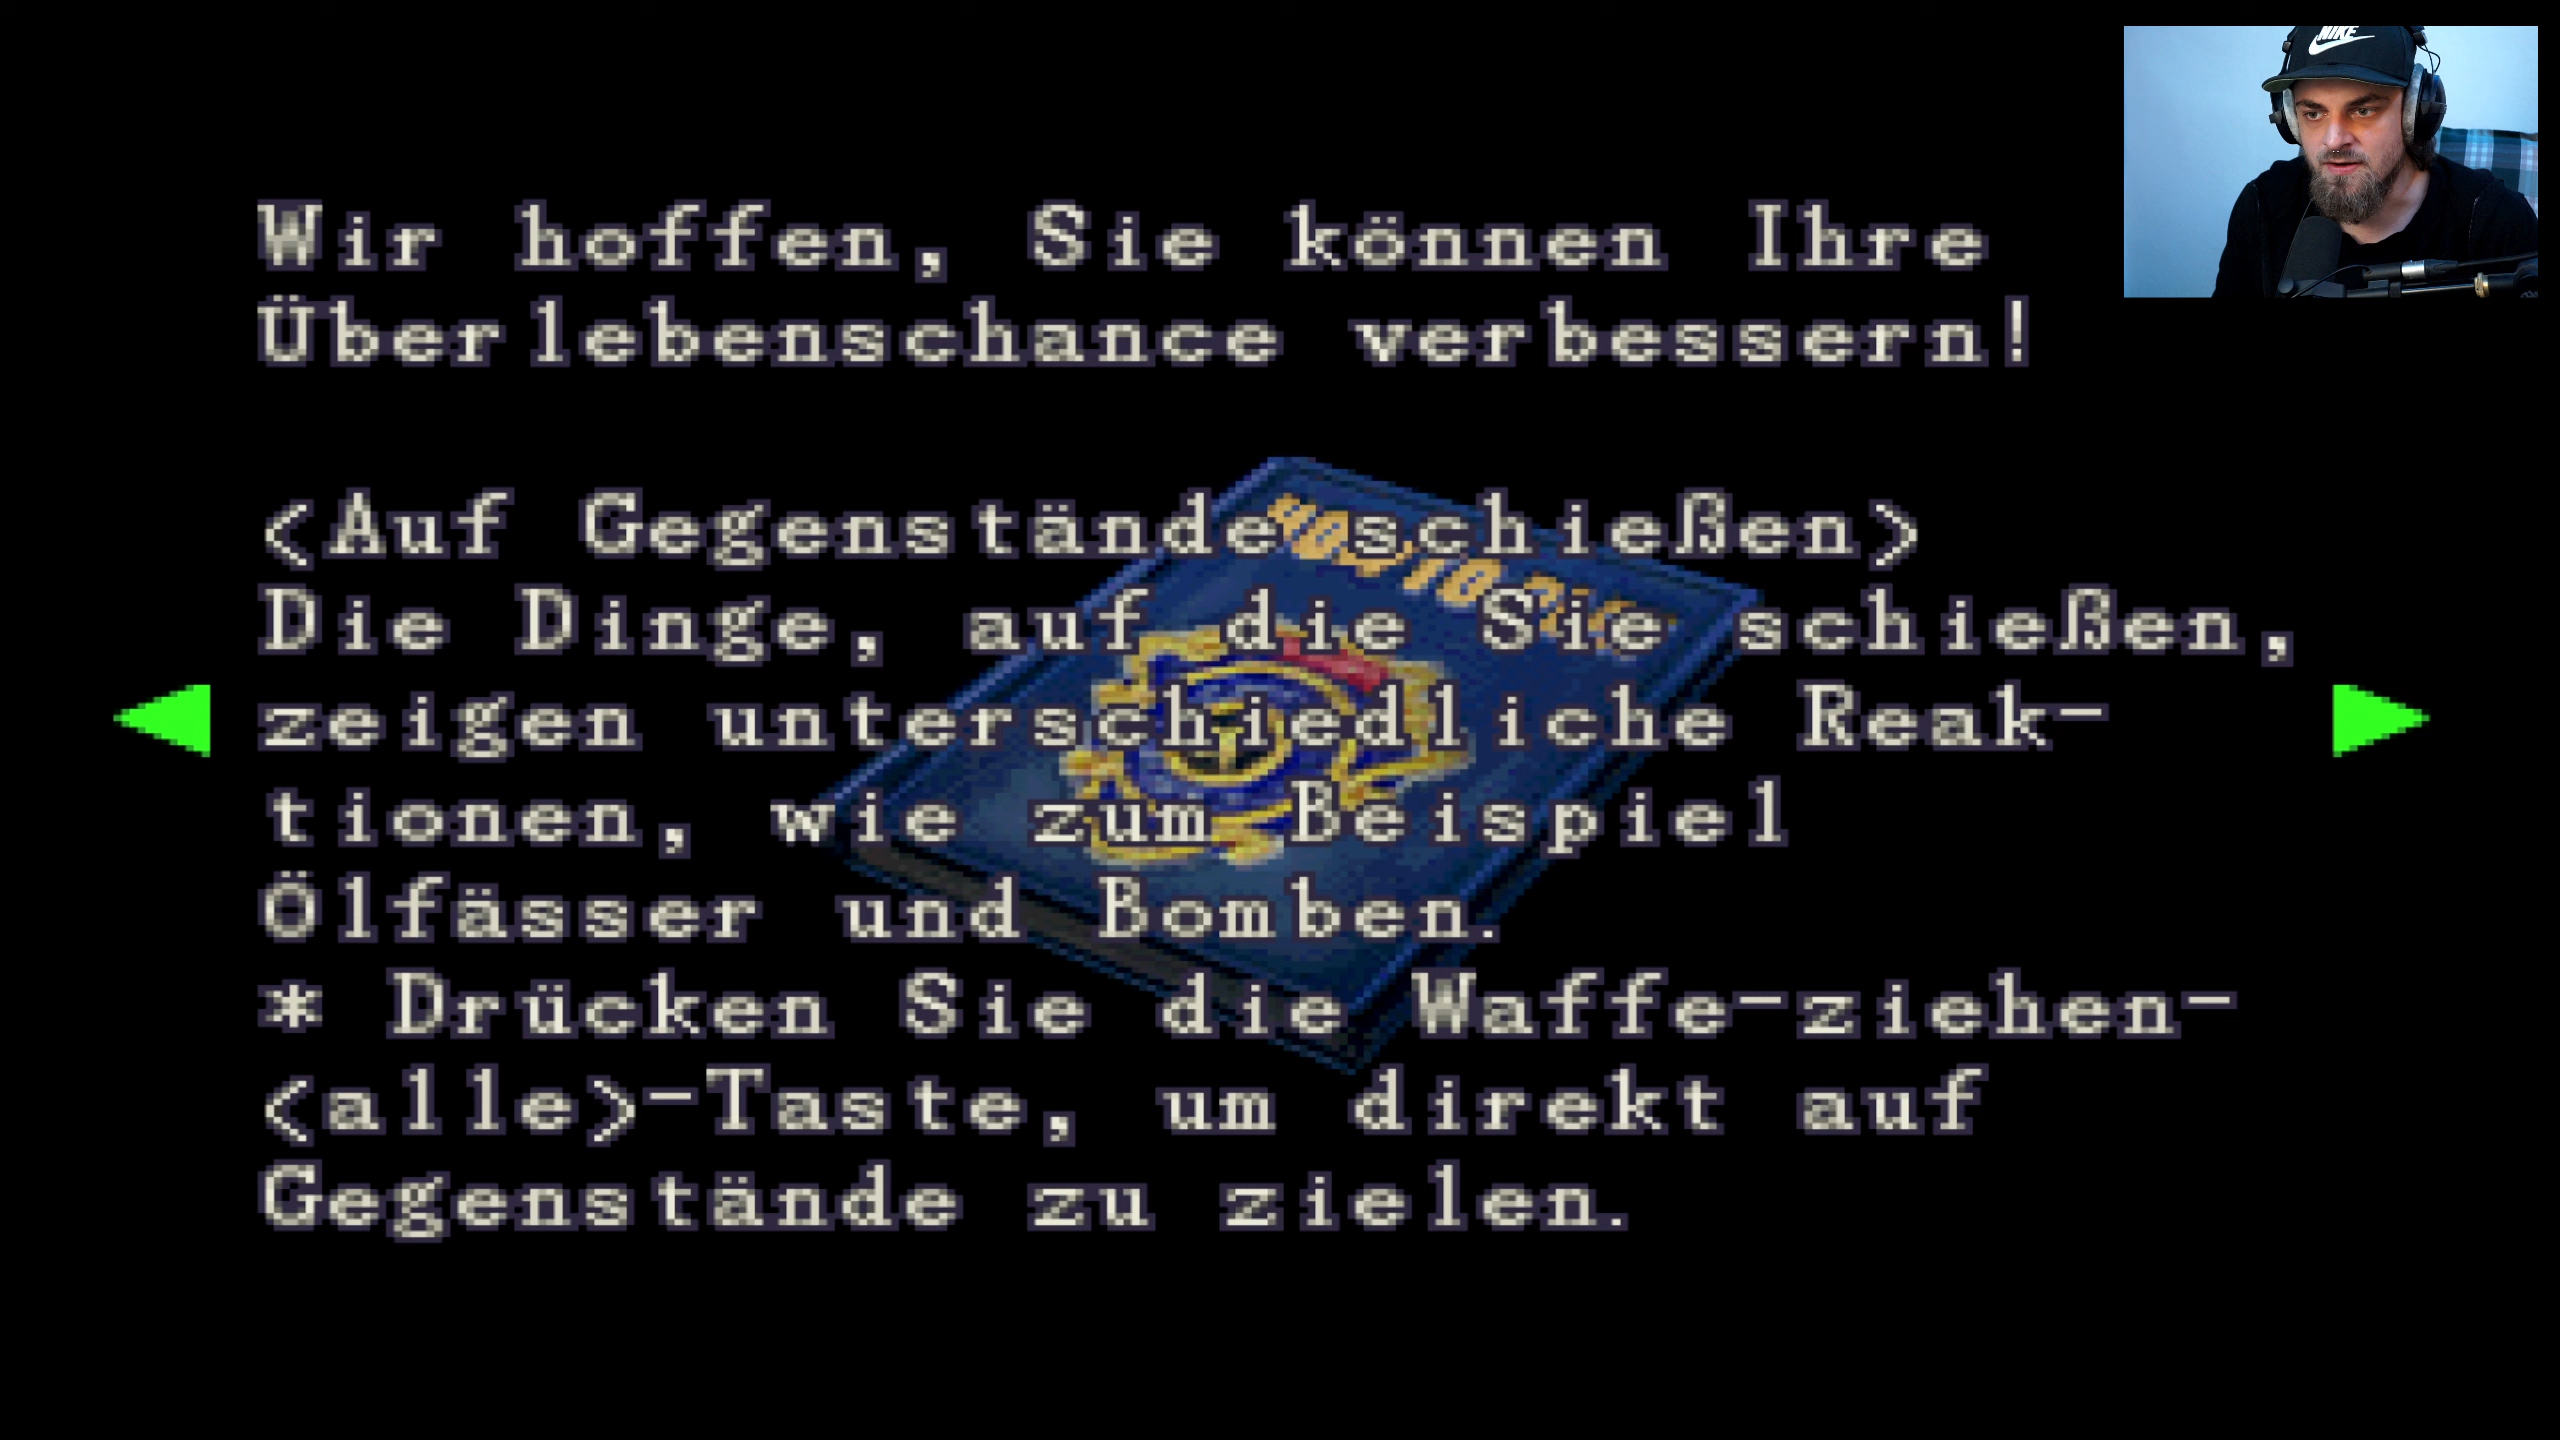 NIKE
Wir hoffen, Sie können Ihre
Überlebenschance verbessern!
<Auf Gegenstände schießen>
Die Dinge, auf die Sie schießen,
zeigen unterschiedliche Reak-
tionen, wie zum Beispiel
Ölfässer und Bomben.
* Drücken Sie die Waffe-ziehen-
<alle>-Taste, um direkt auf
Gegenstände zu zielen.